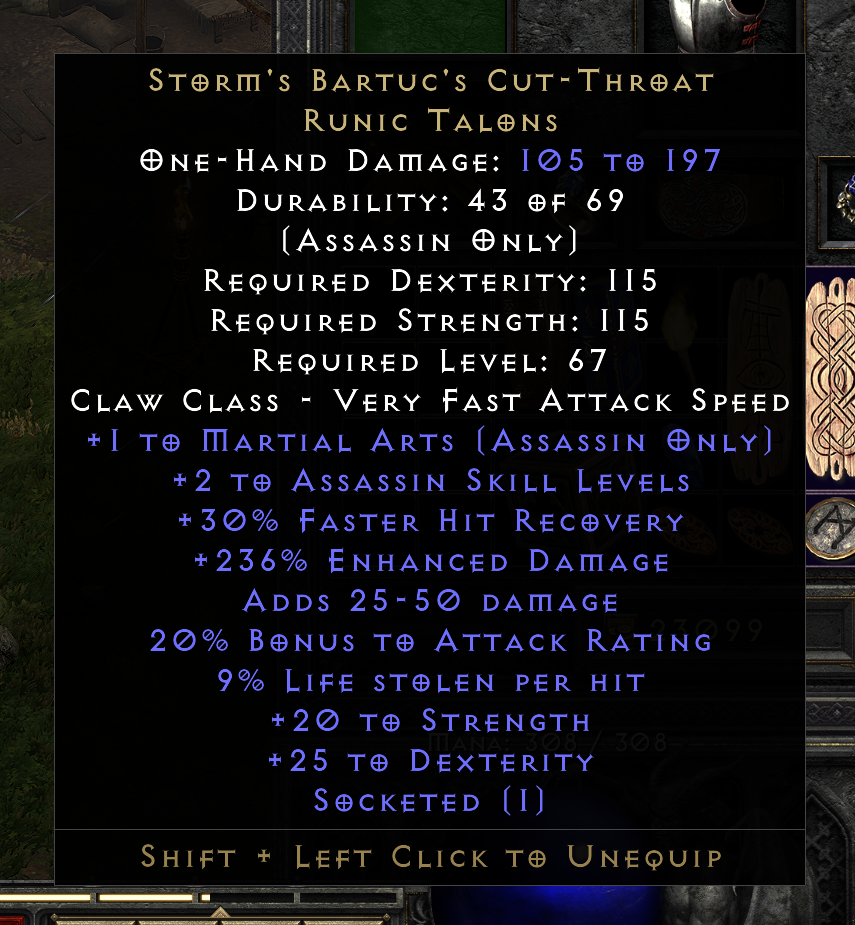 Storm's Bartuc's Cut-Throat
Runic Talons
One-Hand Damage: 105 to 197
Durability: 43 of 69
(Assassin Only)
Required Dexterity: 115
Required Strength: 115
Required Level: 67
Claw Class - Very Fast Attack Speed
+1 to Martial Arts (Assassin Only)
+2 to Assassin Skill Levels
+30% Faster Hit Recovery
+236% Enhanced Damage
Adds 25-50 damage
23099
20% Bonus to Attack Rating
9% Life stolen per hit
+20 to Strength
Mana: 308 / 308
+25 to Dexterity
Socketed (1)
Shift + Left Click to Unequip